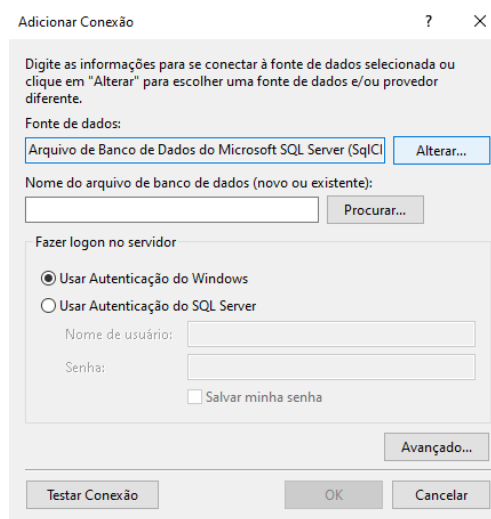 Adicionar Conexão ? ×
Digite as informações para se conectar à fonte de dados selecionada ou
clique em "Alterar" para escolher uma fonte de dados e/ou provedor
diferente.
Fonte de dados:
Arquivo de Banco de Dados do Microsoft SQL Server (SqlCl Alterar...
Nome do arquivo de banco de dados (novo ou existente):
Procurar...
Fazer logon no servidor
Usar Autenticação do Windows
Usar Autenticação do SQL Server
Nome de usuário:
Senha:
Salvar minha senha
Avançado...
Testar Conexão OK Cancelar